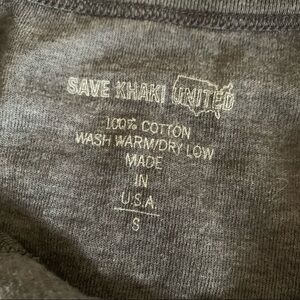 SAVE KHAKI UNITED
100% COTTON
WASH WARM/DRY LOW
MADE
IN
U.S.A
S